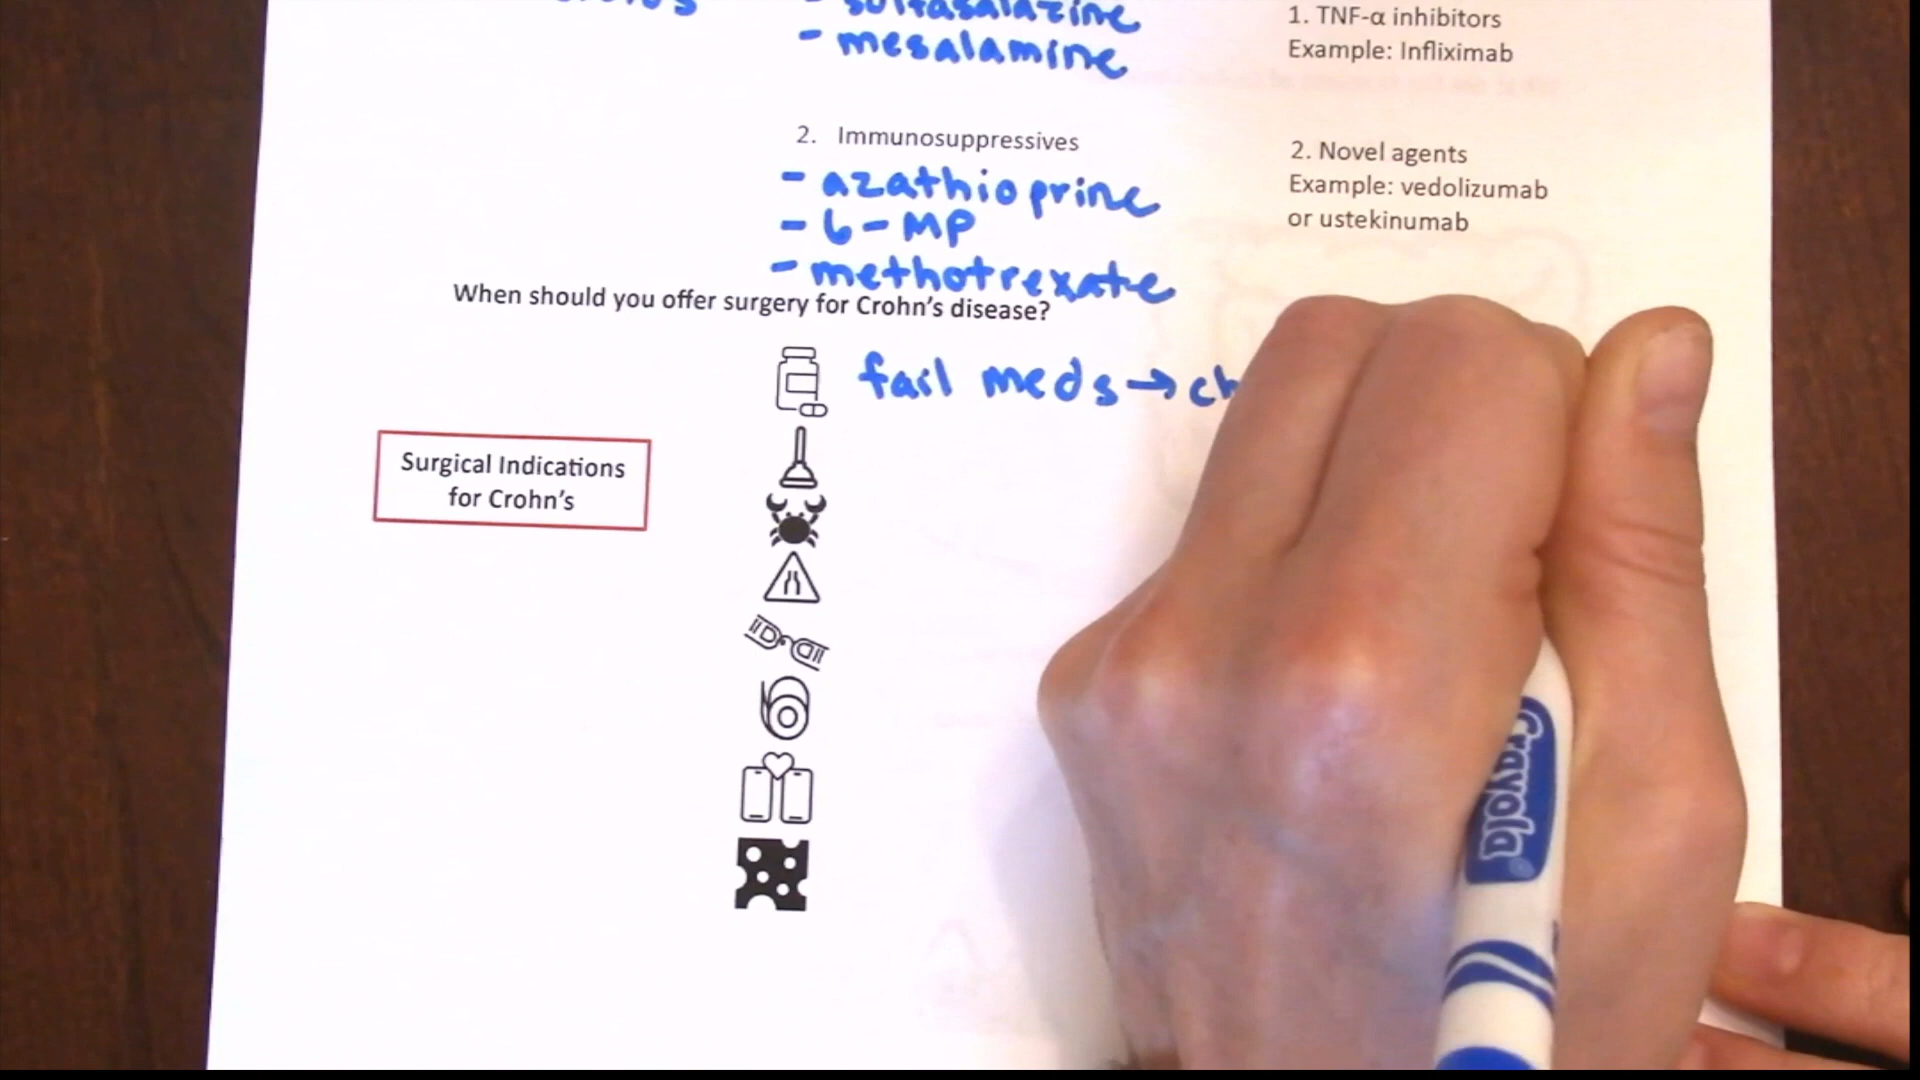 - sulfasalazine
- mesalamine
1. TNF-α inhibitors
Example: Infliximab
2. Immunosuppressives
- azathioprine
- 6-MP
- methotrexate
2. Novel agents
Example: vedolizumab
or ustekinumab
When should you offer surgery for Crohn's disease?
fail meds → ch
Surgical Indications
for Crohn's
Crayola